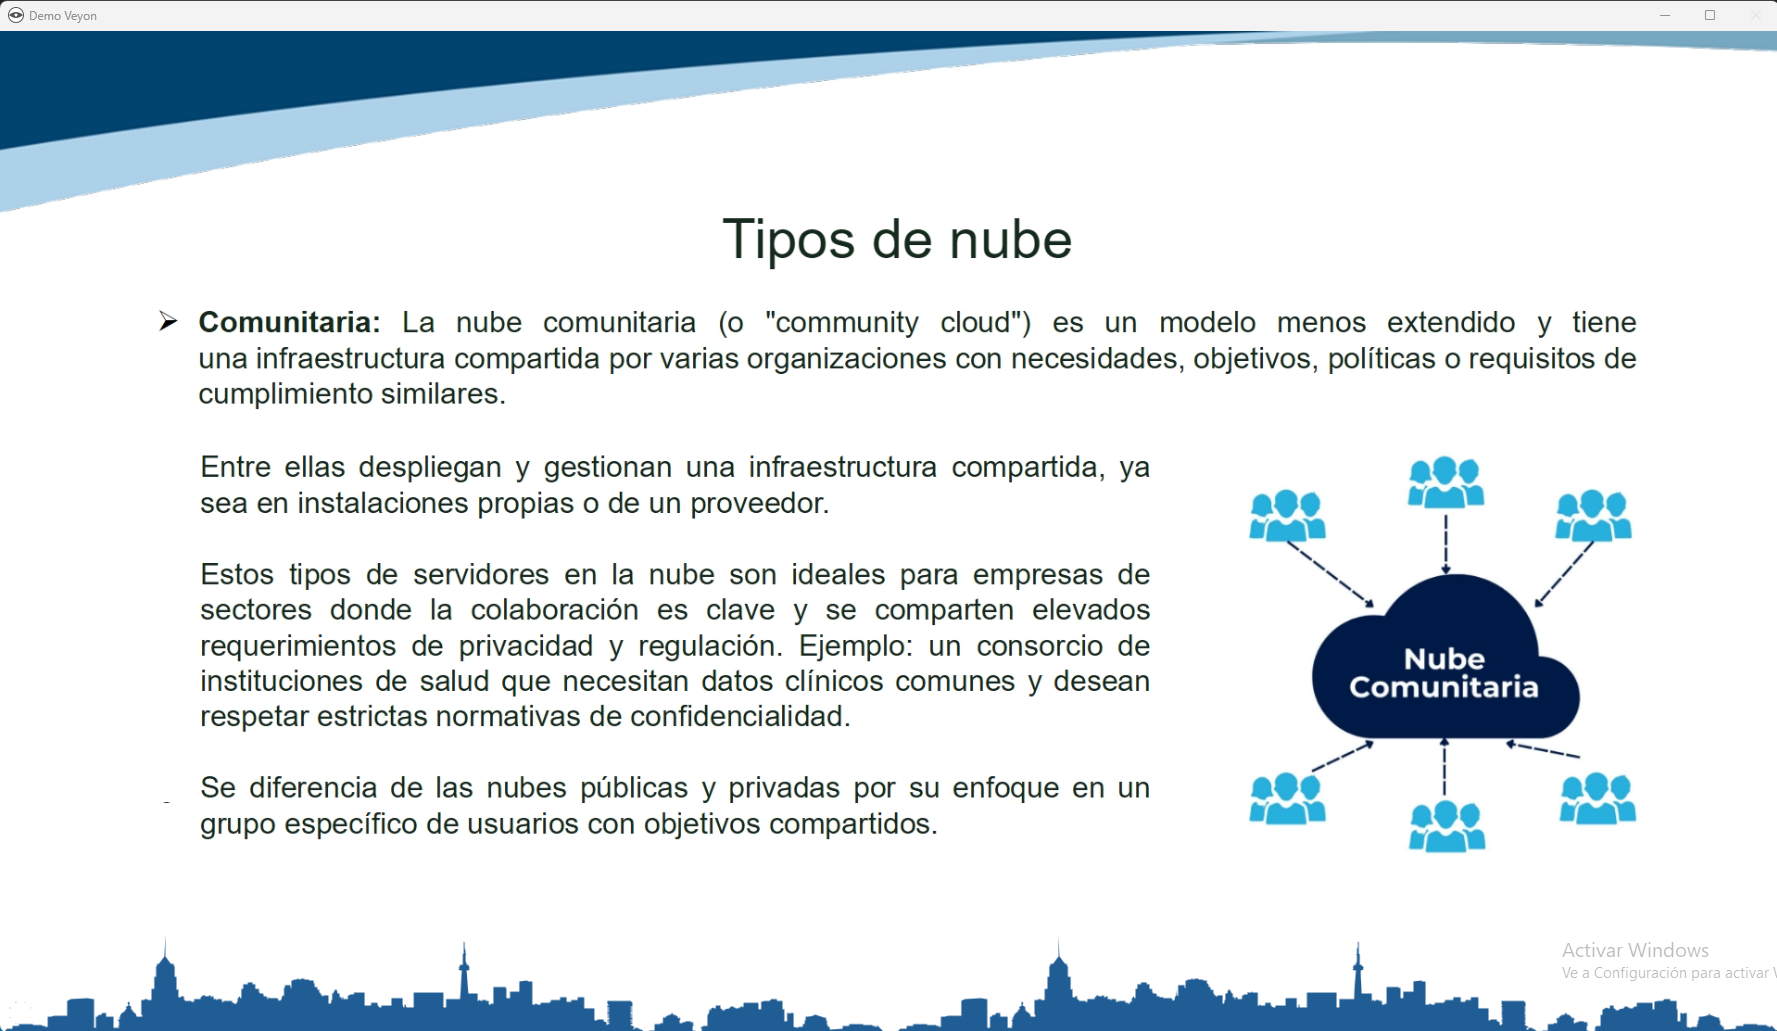 Demo Veyon
Tipos de nube
➤ Comunitaria: La nube comunitaria (o "community cloud") es un modelo menos extendido y tiene
una infraestructura compartida por varias organizaciones con necesidades, objetivos, políticas o requisitos de
cumplimiento similares.
Entre ellas despliegan y gestionan una infraestructura compartida, ya
sea en instalaciones propias o de un proveedor.
Estos tipos de servidores en la nube son ideales para empresas de
sectores donde la colaboración es clave y se comparten elevados
requerimientos de privacidad y regulación. Ejemplo: un consorcio de
instituciones de salud que necesitan datos clínicos comunes y desean
respetar estrictas normativas de confidencialidad.
Se diferencia de las nubes públicas y privadas por su enfoque en un
grupo específico de usuarios con objetivos compartidos.
Nube
Comunitaria
Activar Windows
Ve a Configuración para activar